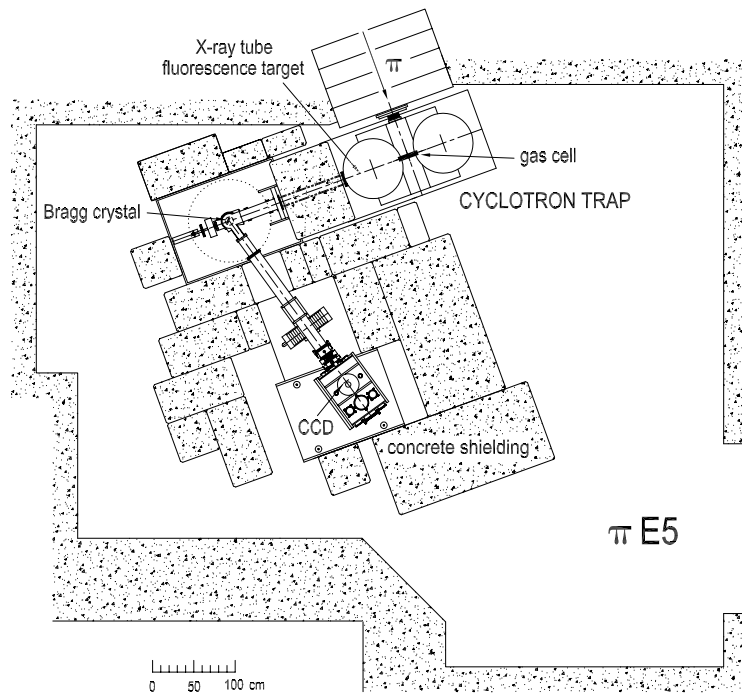 X-ray tube
fluorescence target
π
gas cell
Bragg crystal
CYCLOTRON TRAP
CCD
concrete shielding
π E5
0 50 100 cm